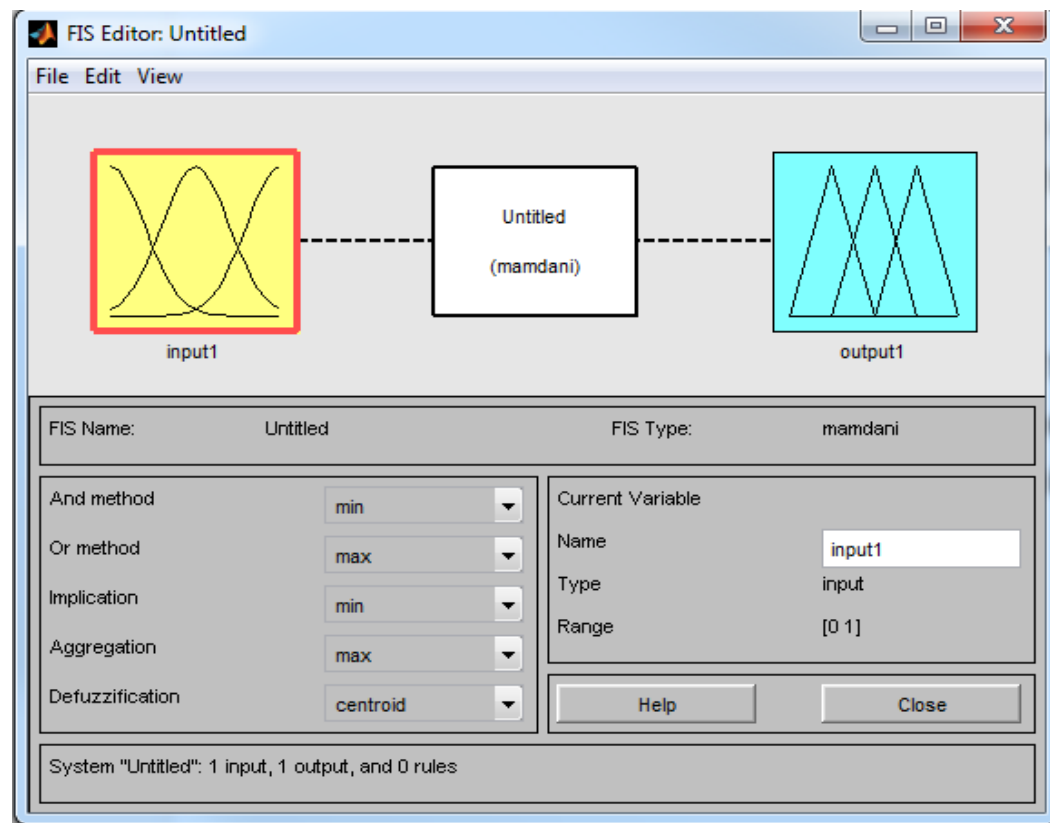 FIS Editor: Untitled
File Edit View
Untitled
(mamdani)
input1
output1
FIS Name: Untitled
FIS Type: mamdani
And method min
Or method max
Implication min
Aggregation max
Defuzzification centroid
Current Variable
Name input1
Type input
Range [0 1]
Help
Close
System "Untitled": 1 input, 1 output, and 0 rules